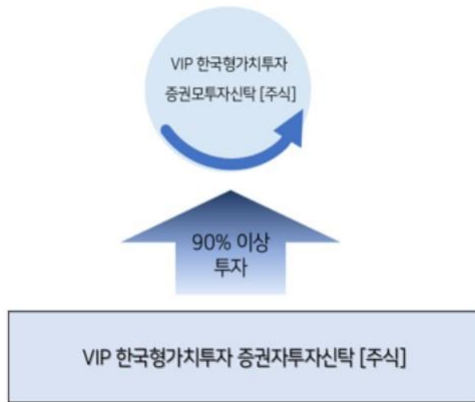 VIP 한국형가치투자
증권모투자신탁 [주식]
90% 이상
투자
VIP 한국형가치투자 증권자투자신탁 [주식]